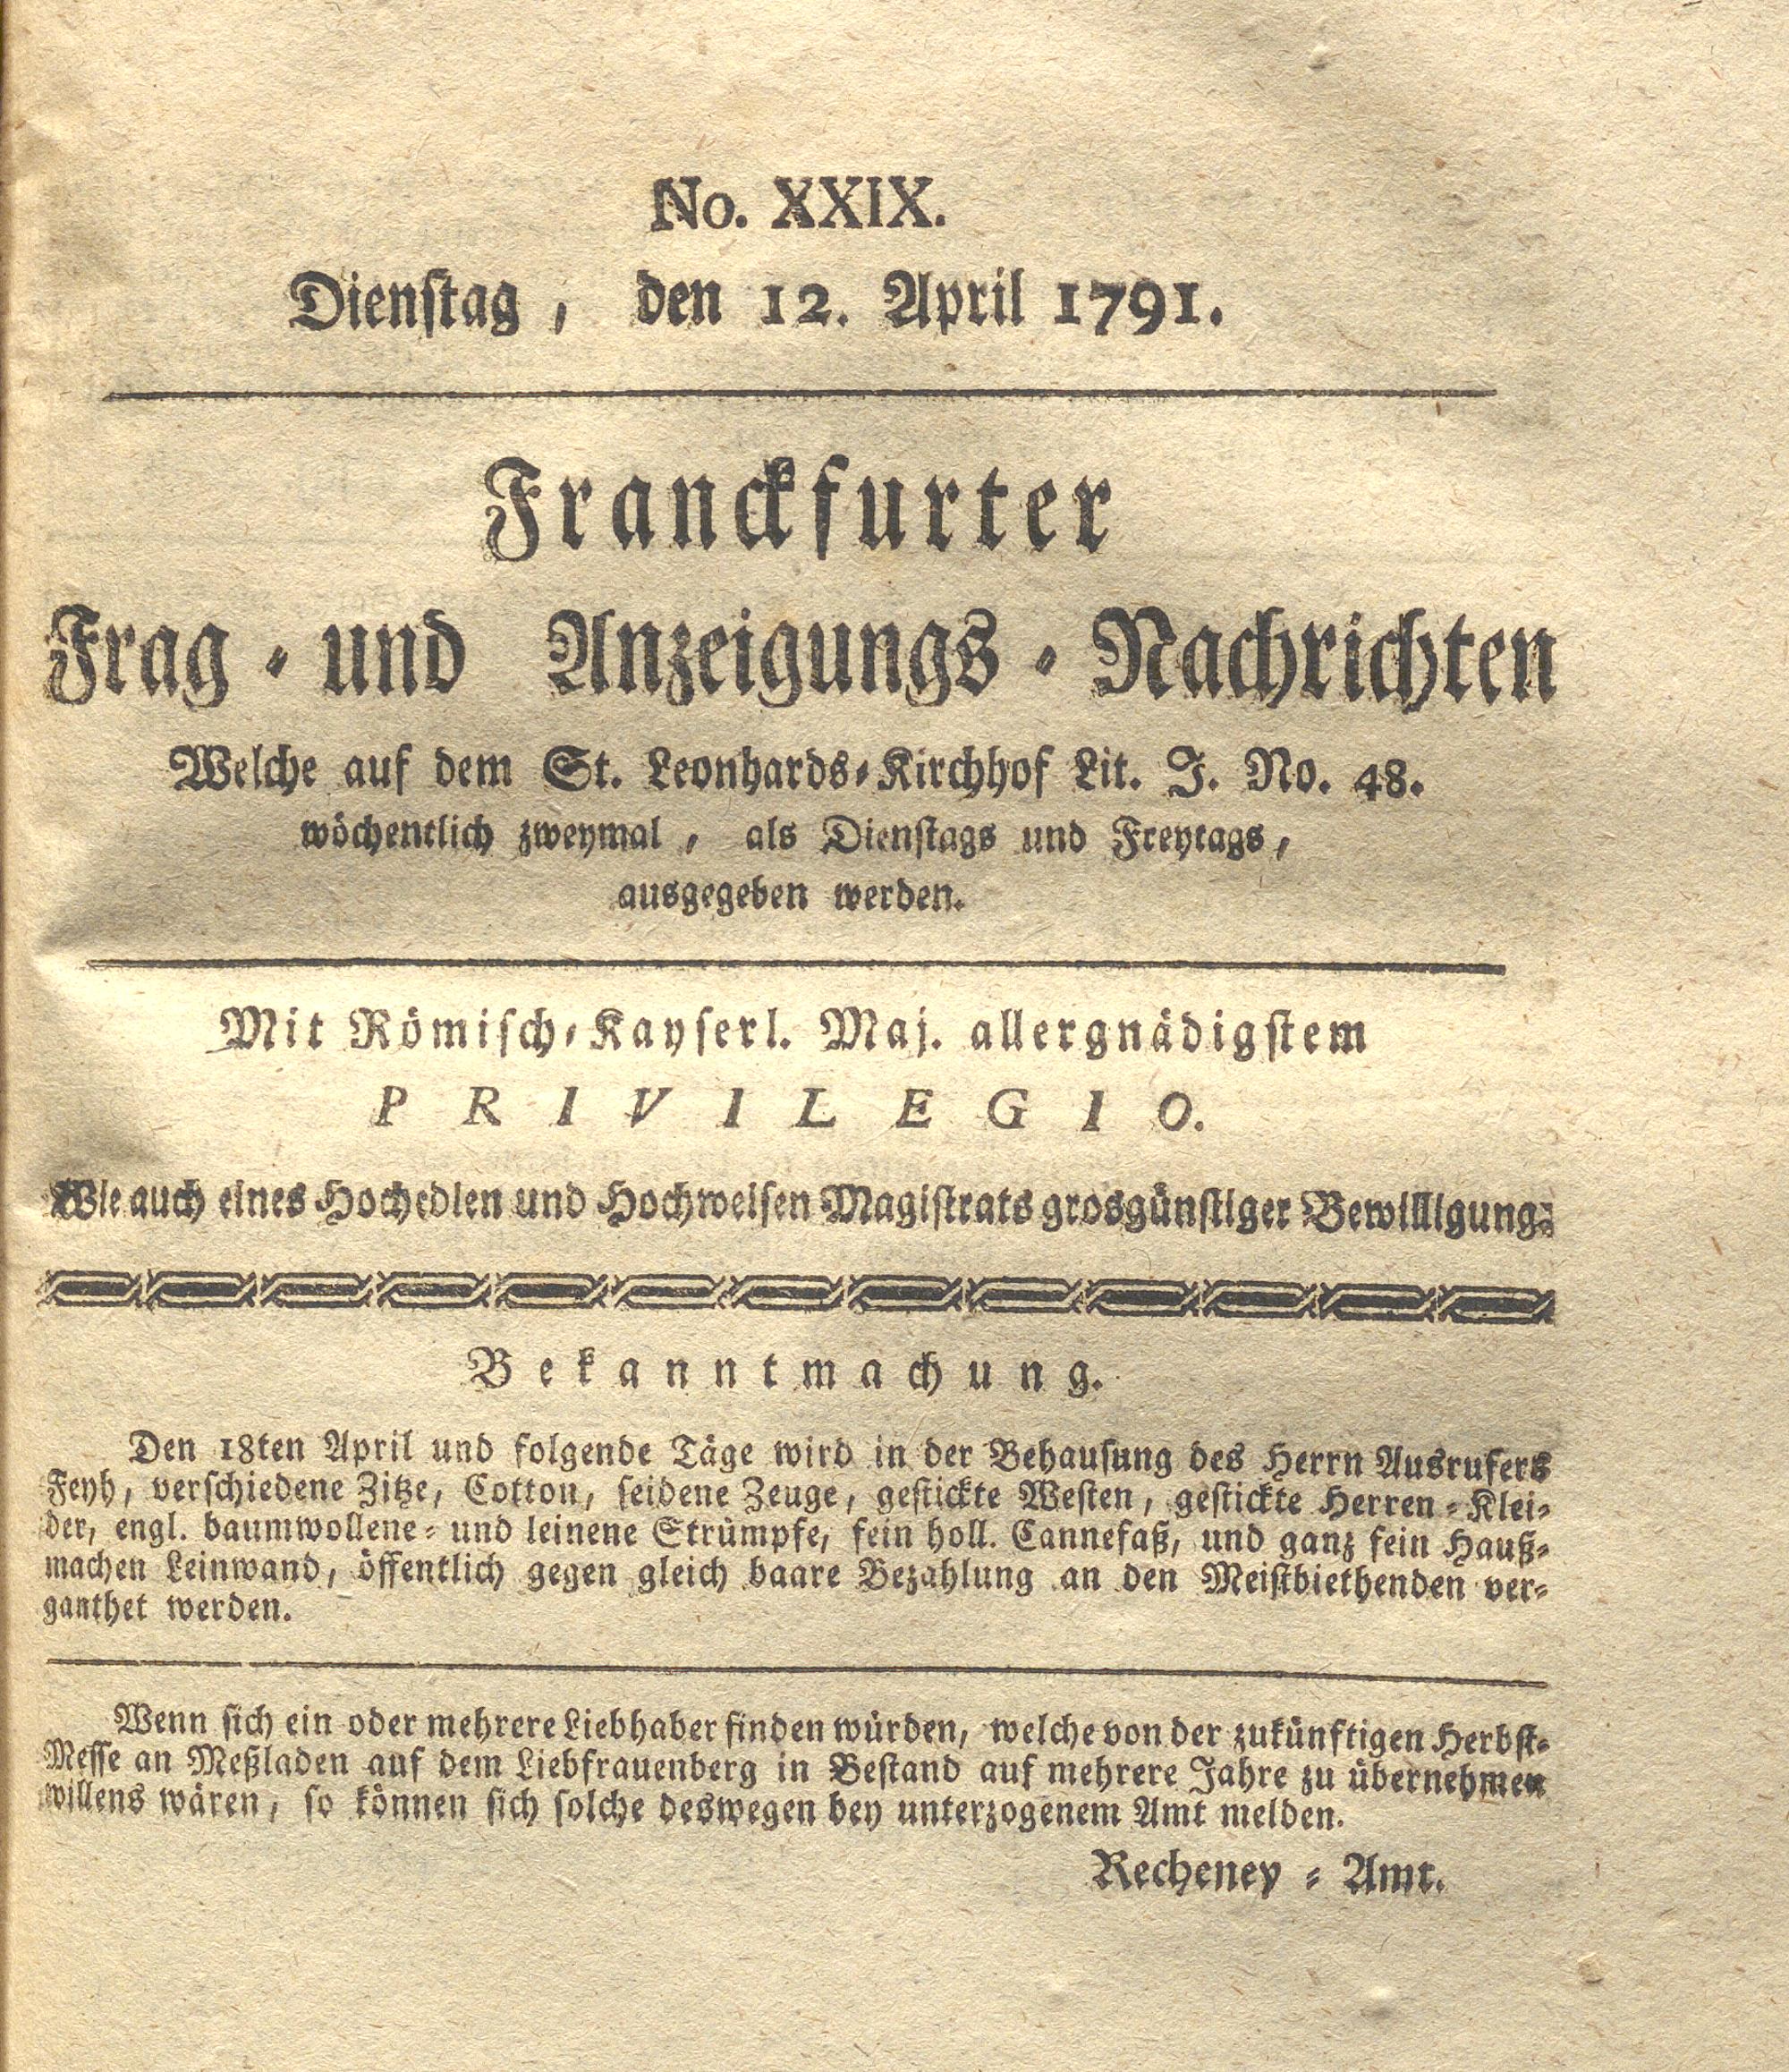 No. XXIX.
Dienstag, den 12. April 1791.
Franckfurter
Frag- und Anzeigungs-Nachrichten
Welche auf dem St. Leonhards-Kirchhof Lit. J. No. 48.
wöchentlich zweymal, als Dienstags und Freytags,
ausgegeben werden.
Mit Römisch-Kayserl. Maj. allergnädigstem
PRIVILEGIO.
Wie auch eines Hochedlen und Hochweisen Magistrats grosgünstiger Bewilligung.
Bekanntmachung.
Den 18ten April und folgende Täge wird in der Behausung des Herrn Ausrufers
Feyh, verschiedene Zitze, Cotton, seidene Zeuge, gestickte Westen, gestickte Herren-Klei-
der, engl. baumwollene- und leinene Strümpfe, fein holl. Cannefaß, und ganz fein Hauß-
machen Leinwand, öffentlich gegen gleich baare Bezahlung an den Meistbiethenden ver-
ganthet werden.
Wenn sich ein oder mehrere Liebhaber finden würden, welche von der zukünftigen Herbst-
Messe an Meßladen auf dem Liebfrauenberg in Bestand auf mehrere Jahre zu übernehmen
willens wären, so können sich solche deswegen bey unterzogenem Amt melden.
Recheney-Amt.